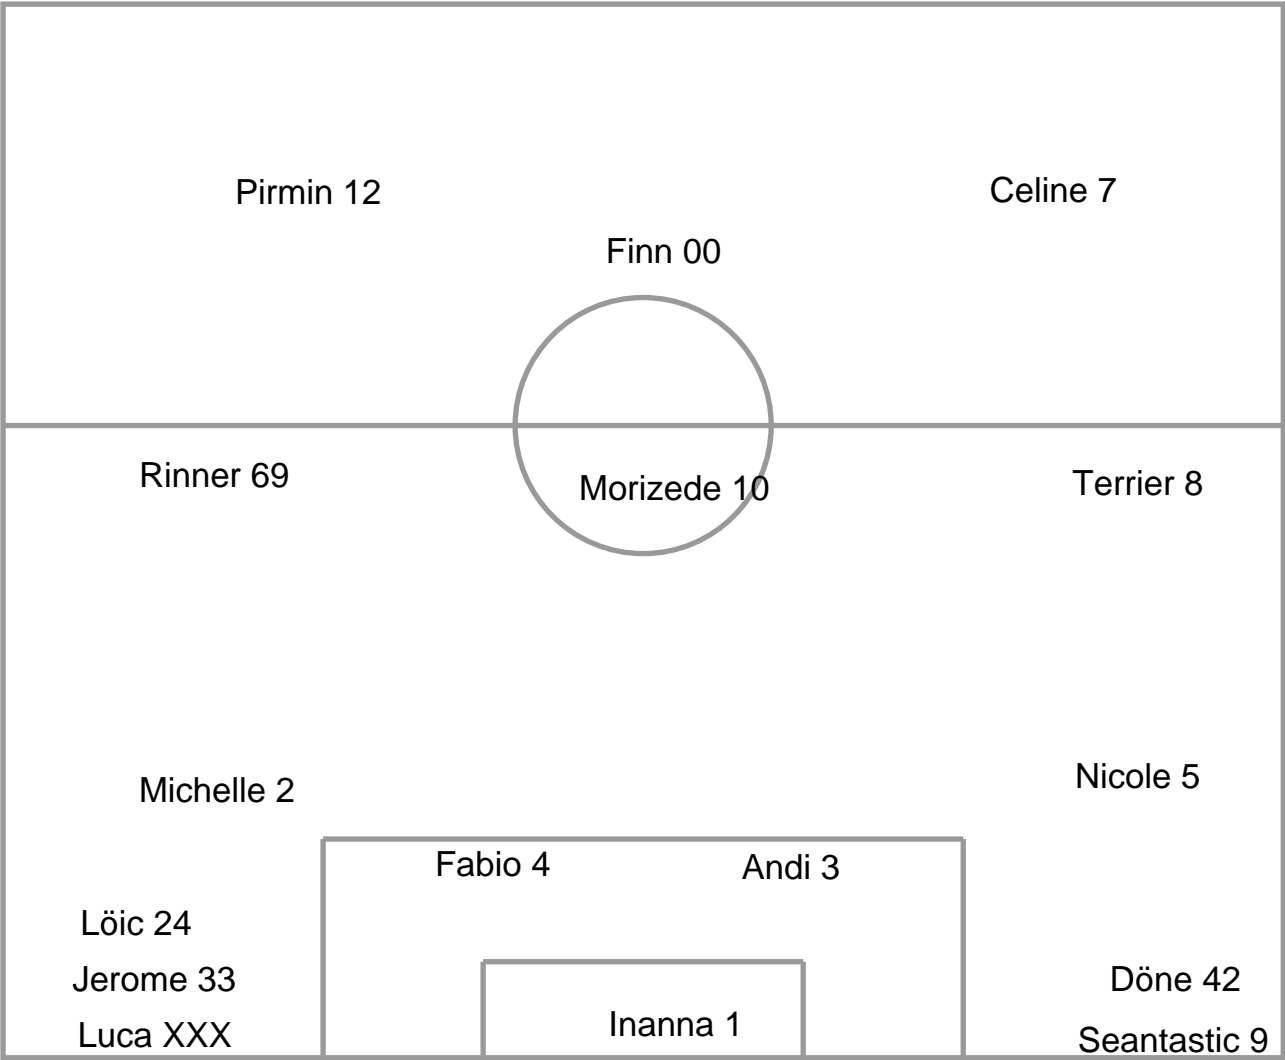 Pirmin 12
Celine 7
Finn 00
Rinner 69
Morizede 10
Terrier 8
Michelle 2
Nicole 5
Fabio 4
Andi 3
Löic 24
Jerome 33
Döne 42
Luca XXX
Inanna 1
Seantastic 9